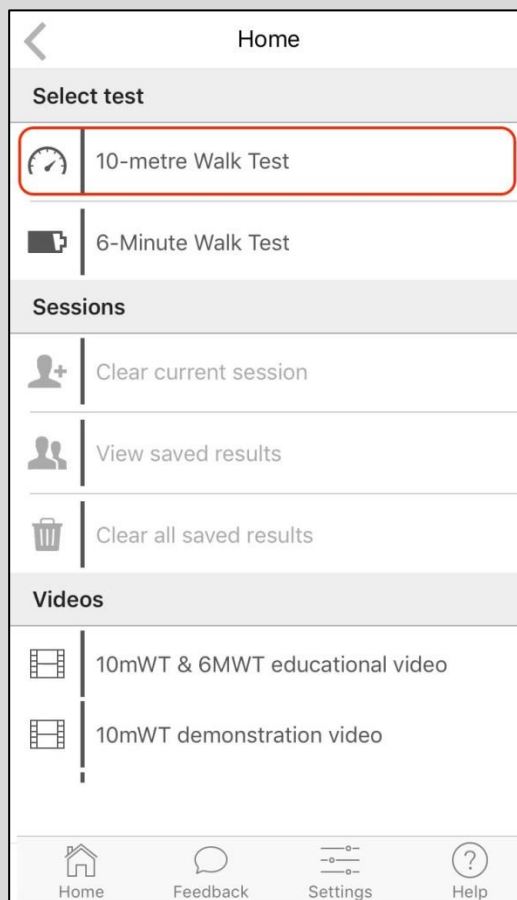 Home
Select test
10-metre Walk Test
6-Minute Walk Test
Sessions
Clear current session
View saved results
Clear all saved results
Videos
10mWT & 6MWT educational video
10mWT demonstration video
Home Feedback Settings Help